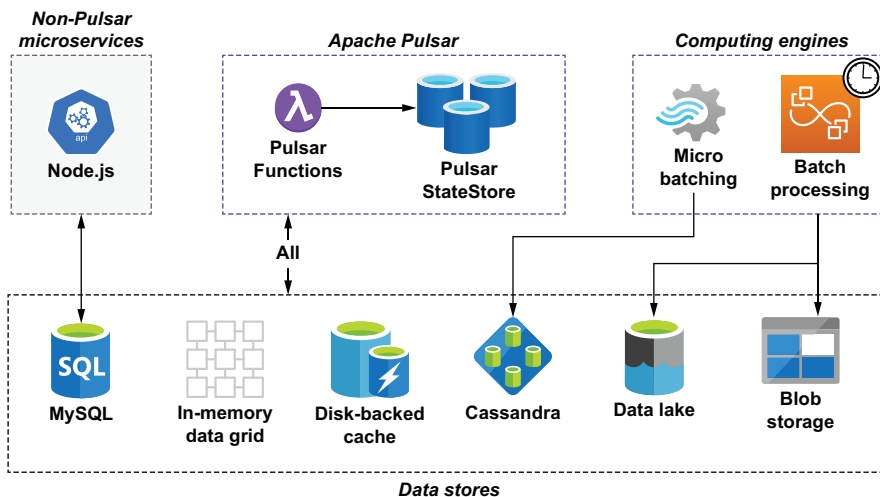 Non-Pulsar
microservices
Apache Pulsar
Computing engines
api
Node.js
λ
Pulsar
Functions
Pulsar
StateStore
Micro
batching
Batch
processing
All
SQL
MySQL
In-memory
data grid
Disk-backed
cache
Cassandra
Data lake
Blob
storage
Data stores